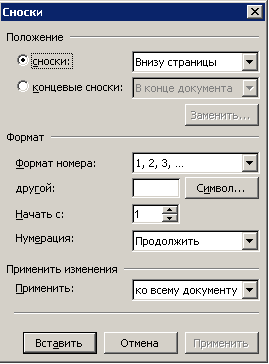 Сноски
Положение
сноски: Внизу страницы
концевые сноски: В конце документа
Заменить...
Формат
Формат номера: 1, 2, 3, ...
другой: Символ...
Начать с: 1
Нумерация: Продолжить
Применить изменения
Применить: ко всему документу
Вставить Отмена Применить